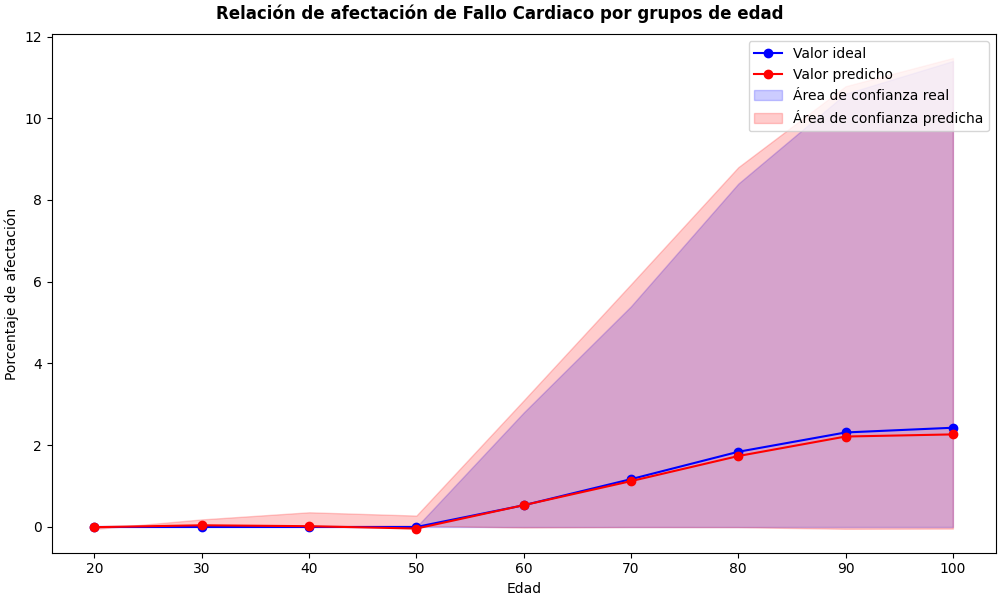 Relación de afectación de Fallo Cardiaco por grupos de edad
Valor ideal
Valor predicho
Área de confianza real
Área de confianza predicha
Porcentaje de afectación
12
10
8
6
4
2
0
20 30 40 50 60 70 80 90 100
Edad